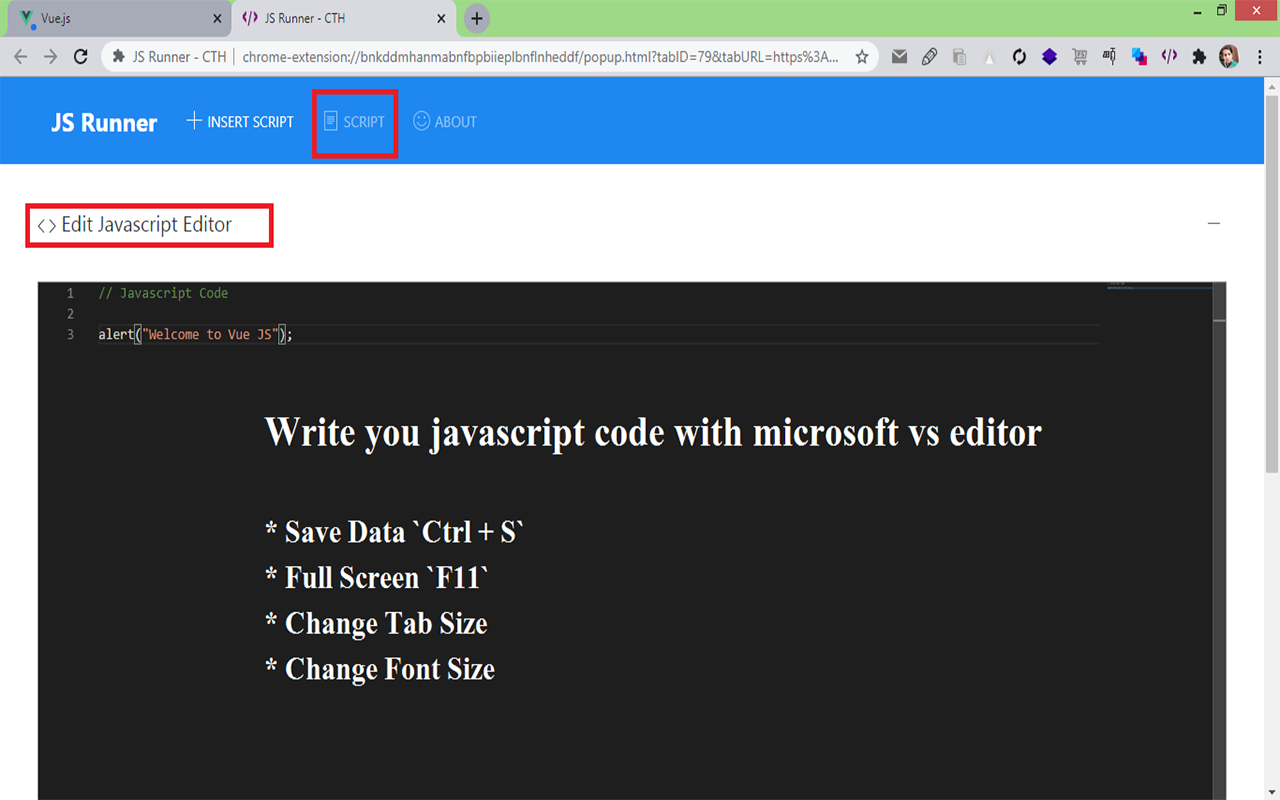 Vue.js
JS Runner - CTH
JS Runner - CTH
chrome-extension://bnkddmhanmabnfbpbiieplbnflnheddf/popup.html?tabID=79&tabURL=https%3A...
JS Runner
INSERT SCRIPT
SCRIPT
ABOUT
<> Edit Javascript Editor
1 // Javascript Code
2
3 alert("Welcome to Vue JS");
Write you javascript code with microsoft vs editor
* Save Data `Ctrl + S`
* Full Screen `F11`
* Change Tab Size
* Change Font Size